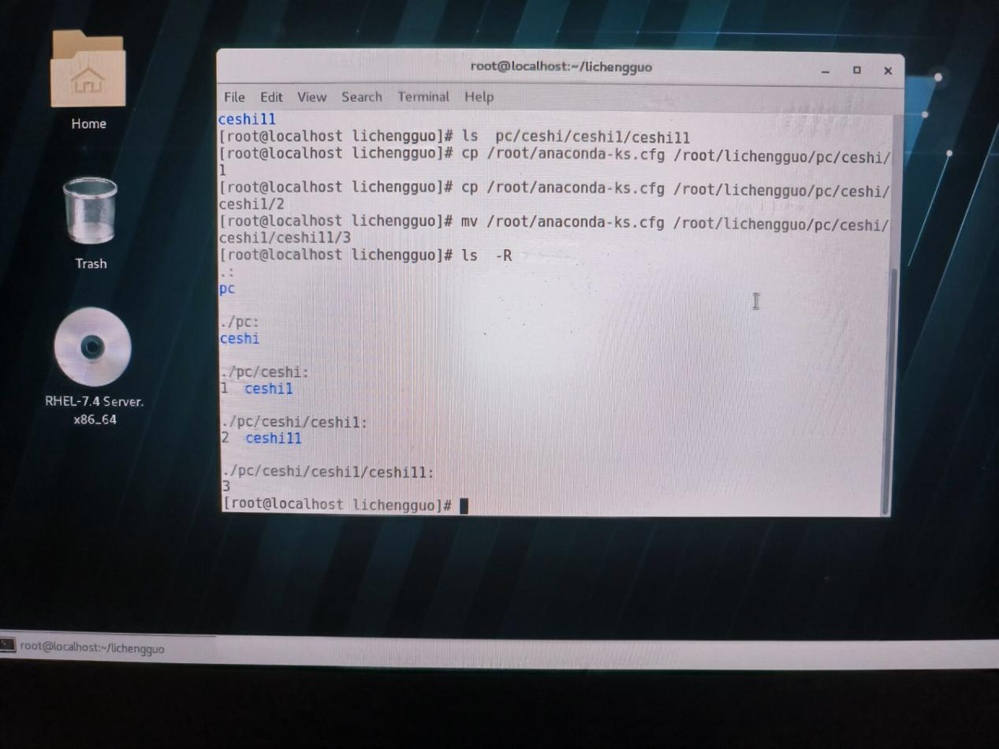 Home
Trash
RHEL-7.4 Server.
x86_64
root@localhost:~/lichengguo
File Edit View Search Terminal Help
ceshi11
[root@localhost lichengguo]# ls  pc/ceshi/ceshi1/ceshi11
[root@localhost lichengguo]# cp /root/anaconda-ks.cfg /root/lichengguo/pc/ceshi/
1
[root@localhost lichengguo]# cp /root/anaconda-ks.cfg /root/lichengguo/pc/ceshi/
ceshi1/2
[root@localhost lichengguo]# mv /root/anaconda-ks.cfg /root/lichengguo/pc/ceshi/
ceshi1/ceshi11/3
[root@localhost lichengguo]# ls  -R
.:
pc
./pc:
ceshi
./pc/ceshi:
1  ceshi1
./pc/ceshi/ceshi1:
2  ceshi11
./pc/ceshi/ceshi1/ceshi11:
3
[root@localhost lichengguo]#
root@localhost:~/lichengguo